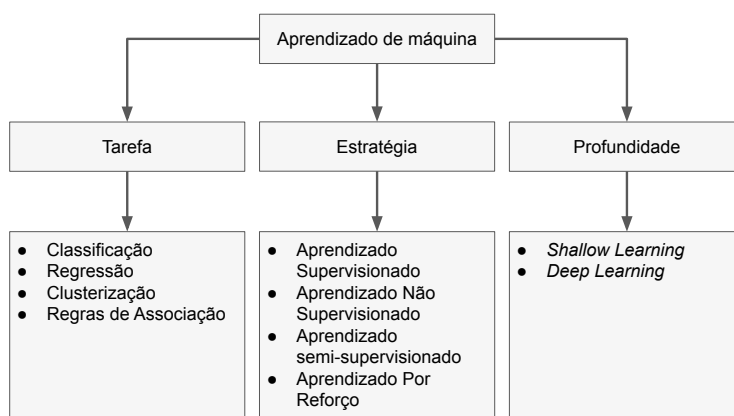 Aprendizado de máquina
Tarefa
Estratégia
Profundidade
● Classificação
● Regressão
● Clusterização
● Regras de Associação
● Aprendizado
Supervisionado
● Aprendizado Não
Supervisionado
● Aprendizado
semi-supervisionado
● Aprendizado Por
Reforço
● Shallow Learning
● Deep Learning